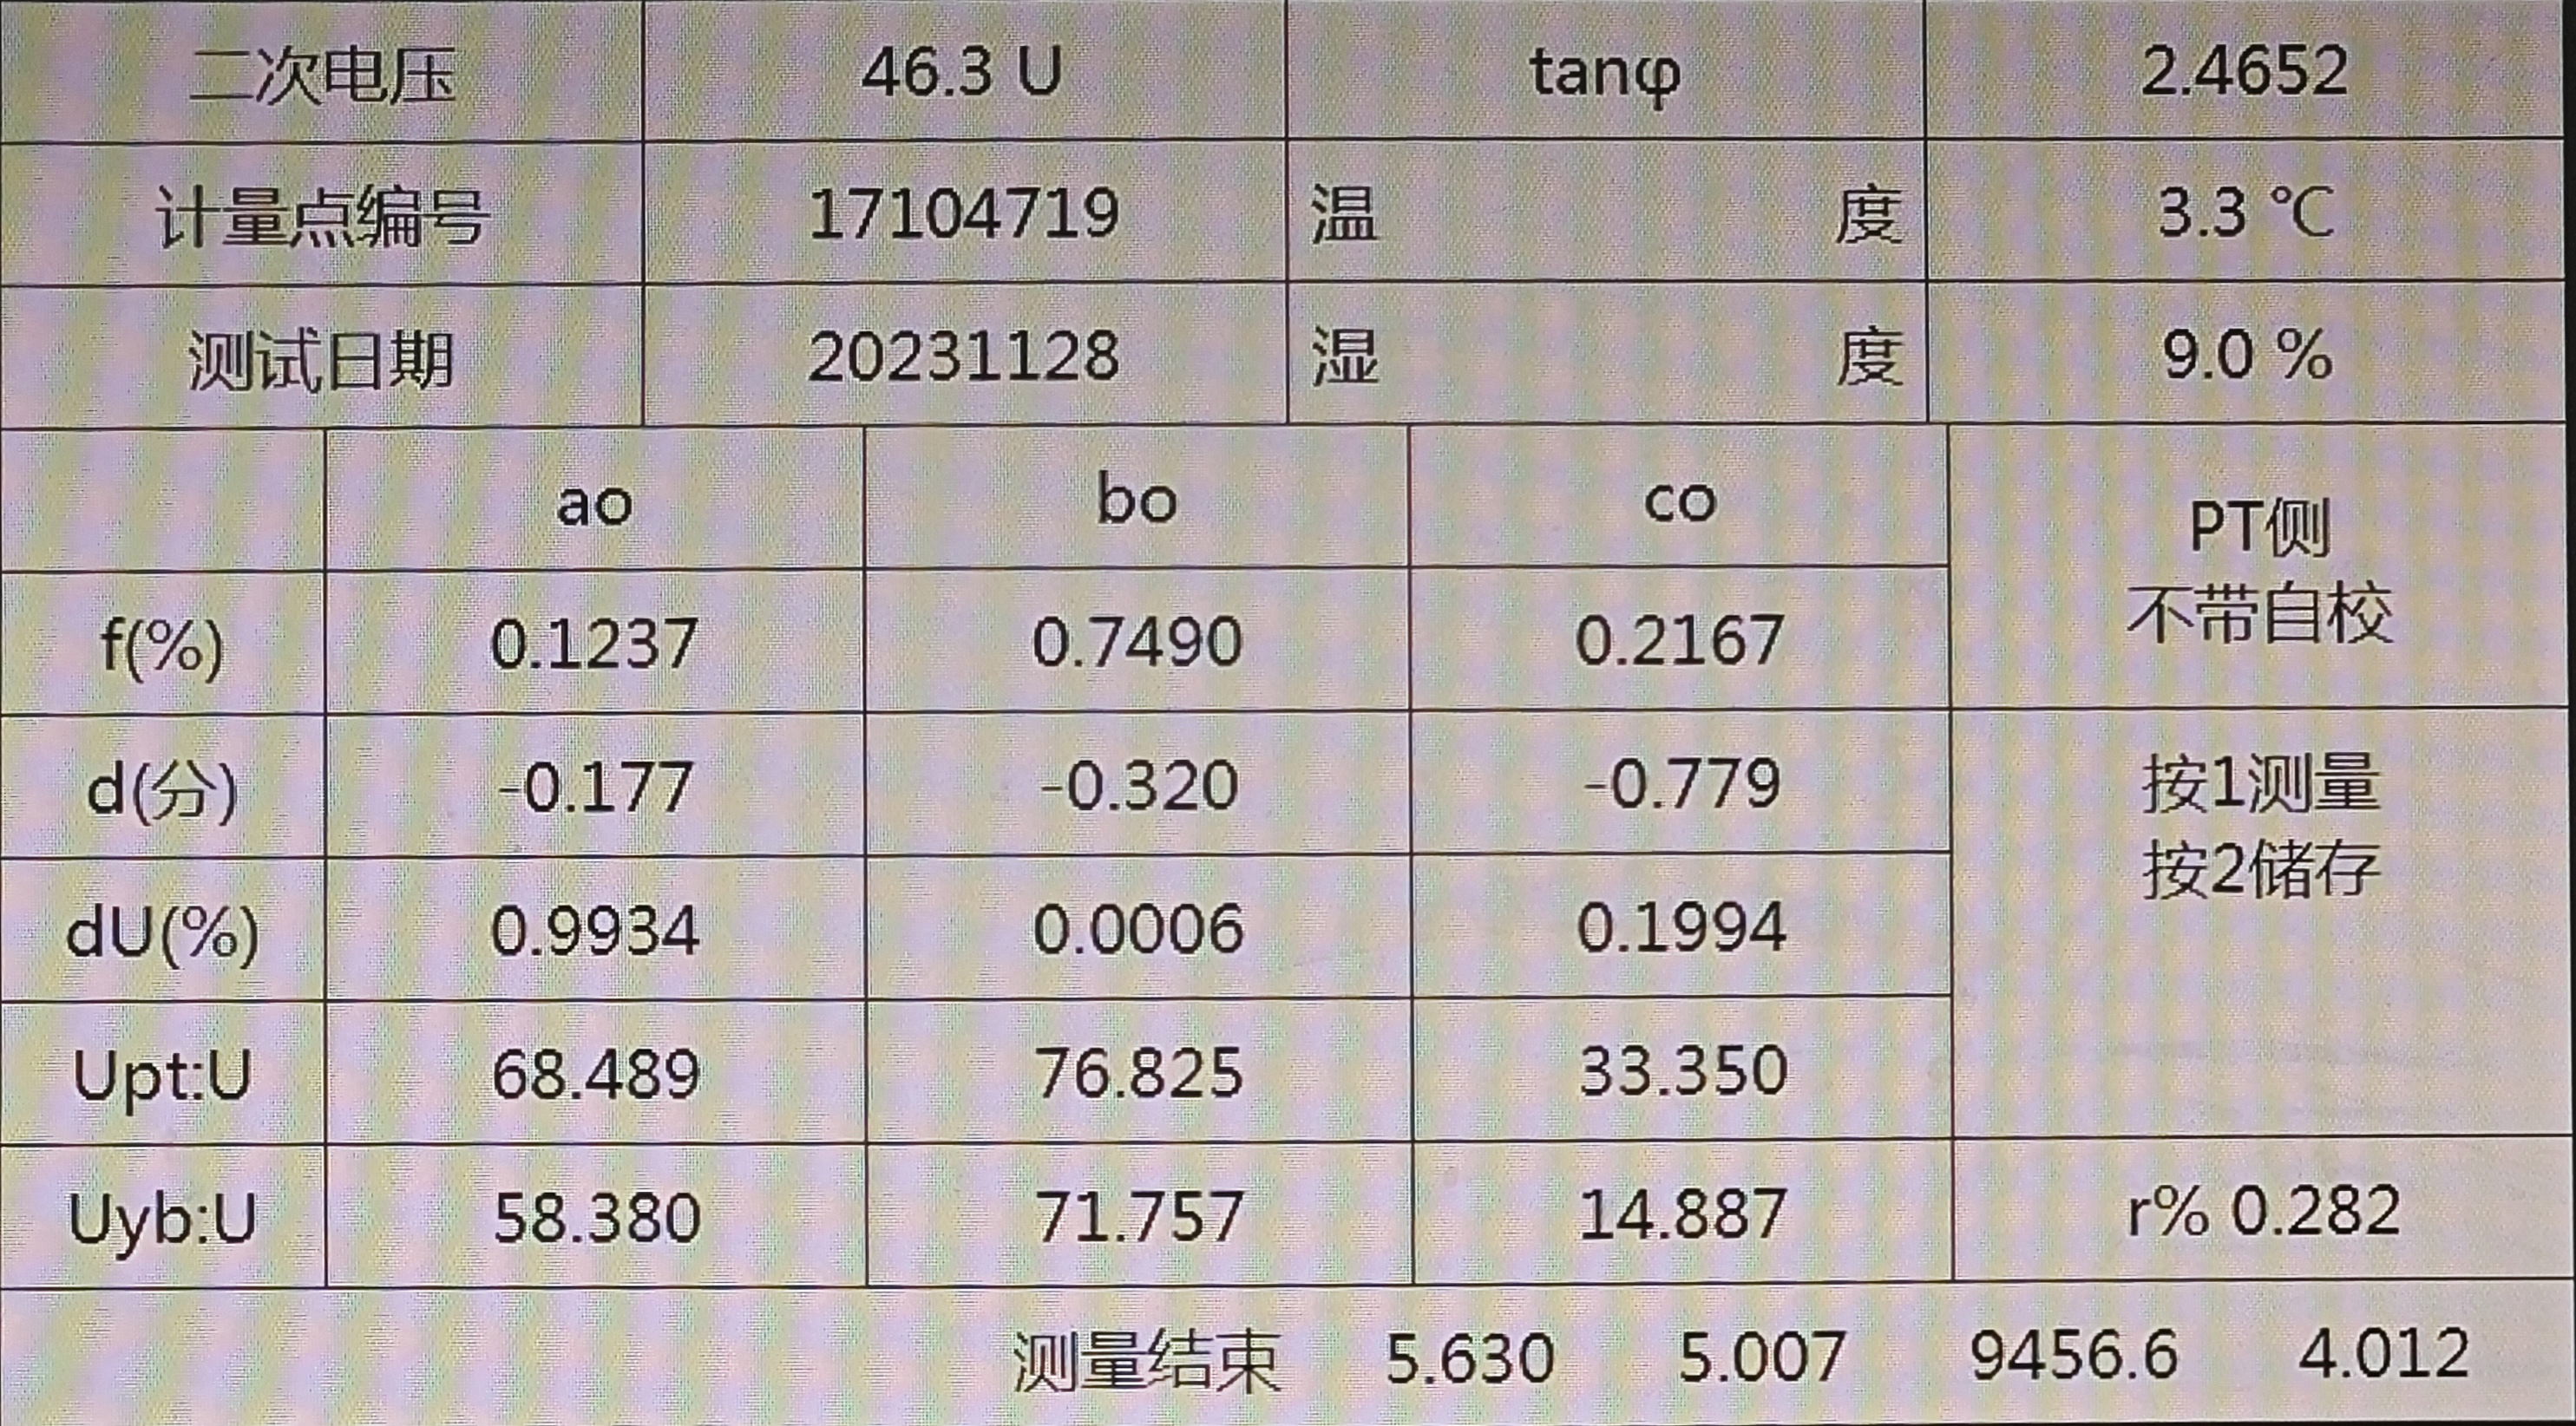 二次电压 46.3 U tanφ 2.4652
计量点编号 17104719 温 度 3.3 ℃
测试日期 20231128 湿 度 9.0 %
ao bo co PT侧
不带自校
f(%) 0.1237 0.7490 0.2167
d(分) -0.177 -0.320 -0.779 按1测量
按2储存
dU(%) 0.9934 0.0006 0.1994
Upt:U 68.489 76.825 33.350
Uyb:U 58.380 71.757 14.887 r% 0.282
测量结束 5.630 5.007 9456.6 4.012